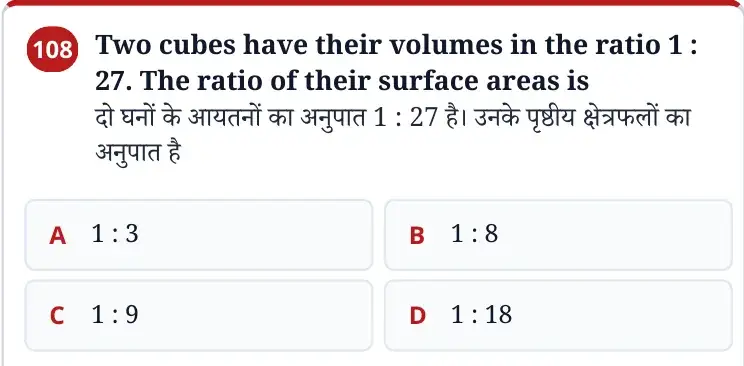 108 Two cubes have their volumes in the ratio 1 :
27. The ratio of their surface areas is
दो घनों के आयतनों का अनुपात 1 : 27 है। उनके पृष्ठीय क्षेत्रफलों का
अनुपात है
A 1 : 3
B 1 : 8
C 1 : 9
D 1 : 18